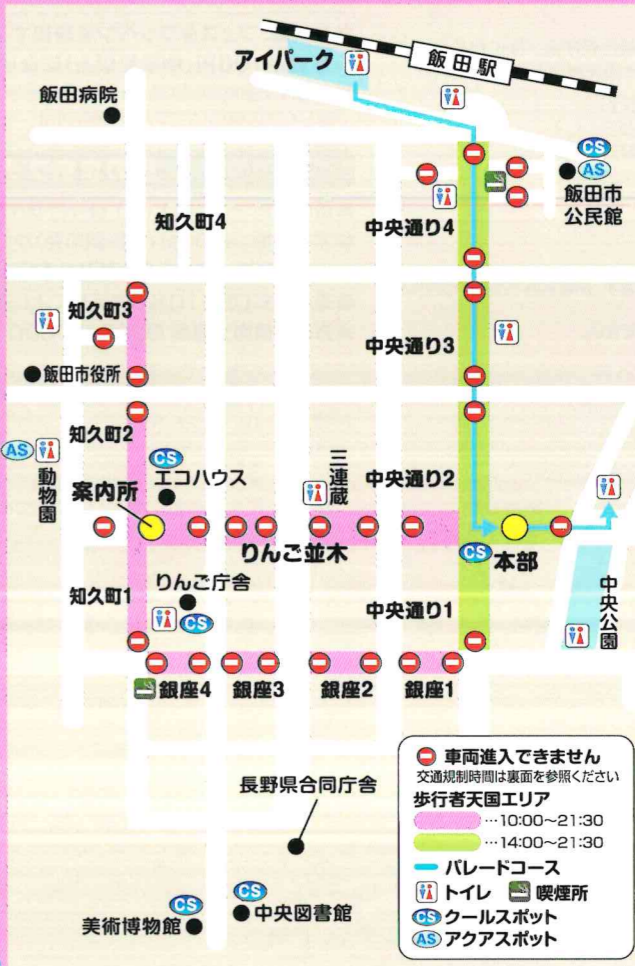 アイパーク
飯田駅
飯田病院
CS
AS
飯田市
公民館
知久町4
中央通り4
知久町3
中央通り3
飯田市役所
知久町2
中央通り2
AS
動物園
CS
エコハウス
三連蔵
案内所
りんご並木
CS
本部
知久町1
りんご庁舎
CS
中央通り1
中央公園
銀座4
銀座3
銀座2
銀座1
長野県合同庁舎
CS
美術博物館
CS
中央図書館
車両進入できません
交通規制時間は裏面を参照ください
歩行者天国エリア
…10:00〜21:30
…14:00〜21:30
パレードコース
トイレ
喫煙所
CS クールスポット
AS アクアスポット